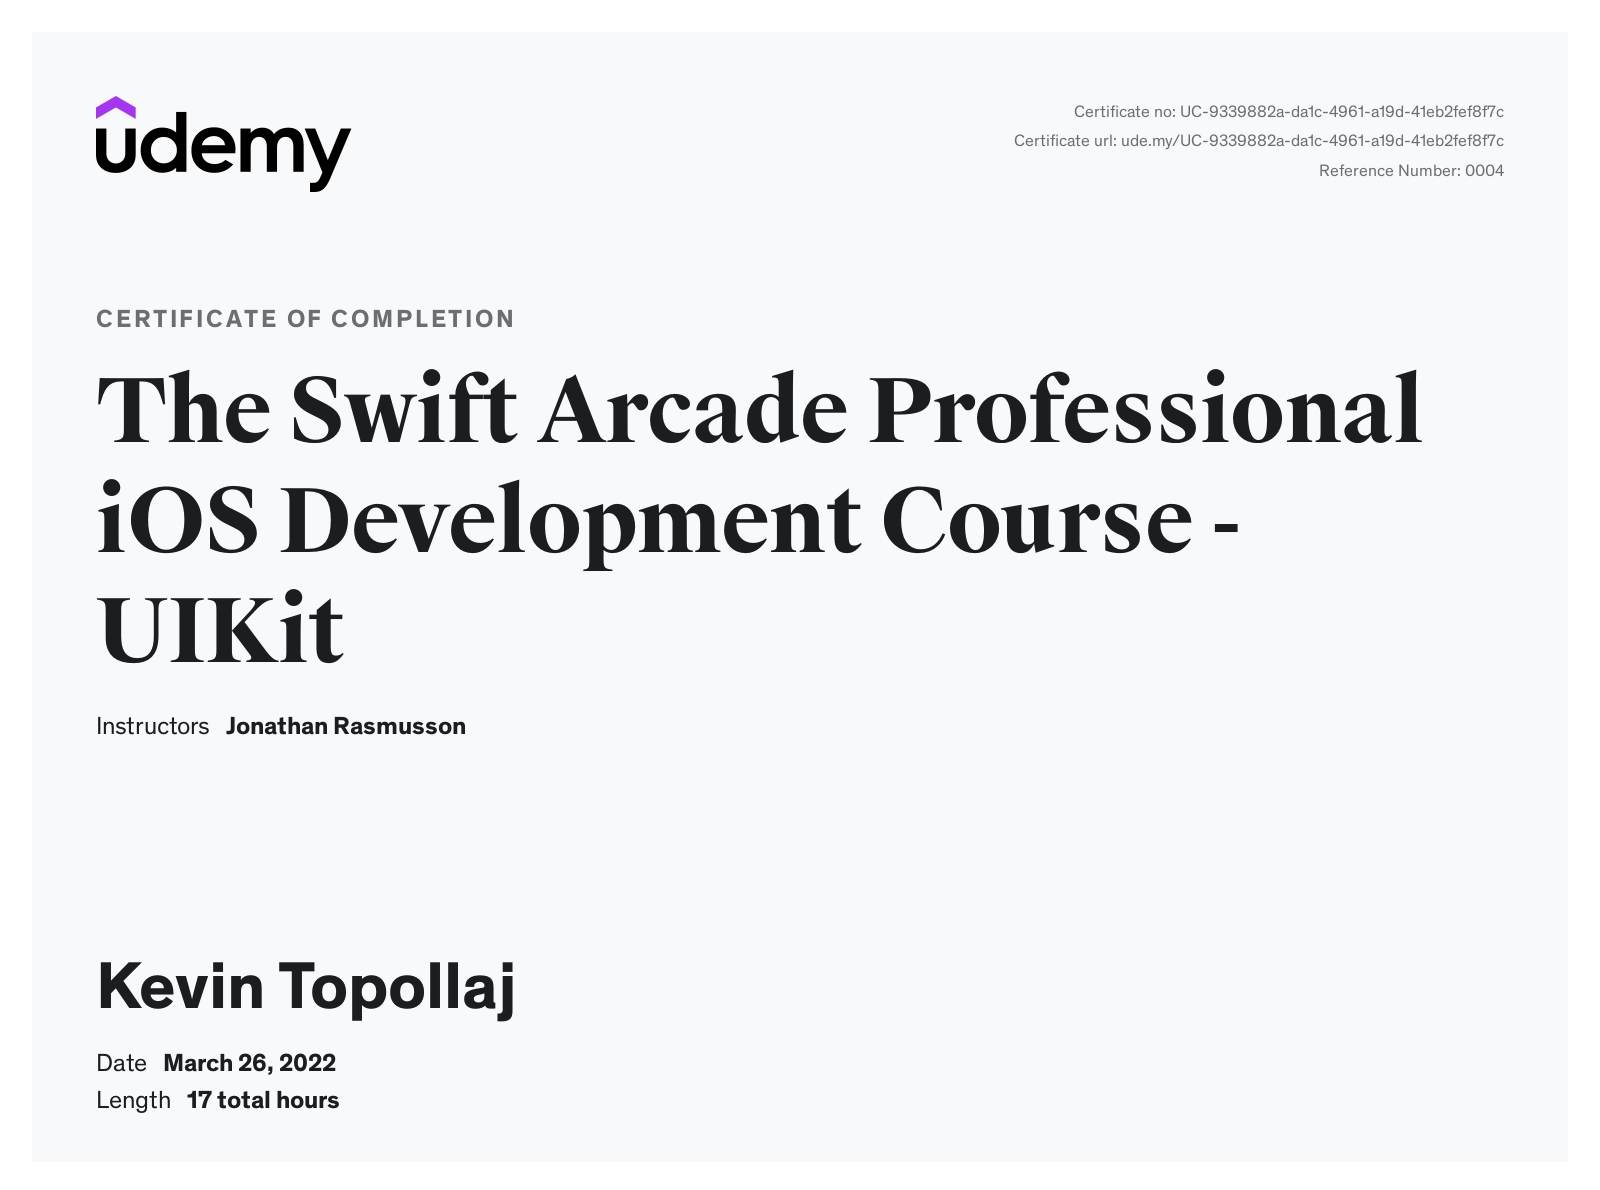 udemy
Certificate no: UC-9339882a-da1c-4961-a19d-41eb2fef8f7c
Certificate url: ude.my/UC-9339882a-da1c-4961-a19d-41eb2fef8f7c
Reference Number: 0004
CERTIFICATE OF COMPLETION
The Swift Arcade Professional
iOS Development Course -
UIKit
Instructors Jonathan Rasmusson
Kevin Topollaj
Date March 26, 2022
Length 17 total hours